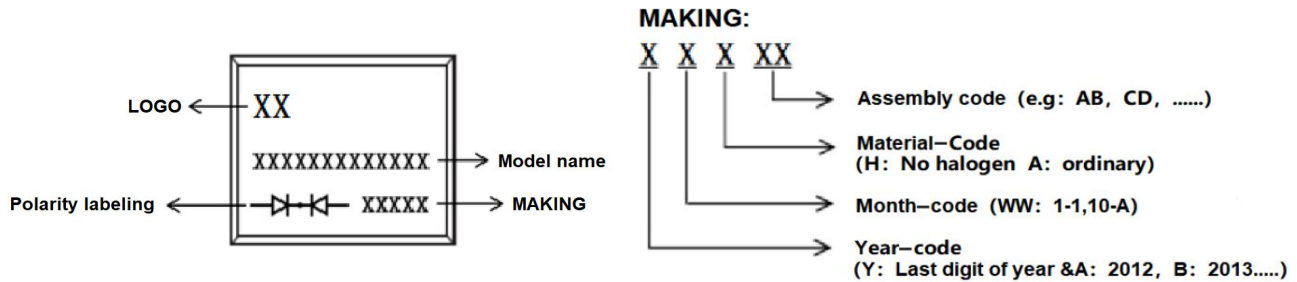 LOGO
XX
XXXXXXXXXXXXX
Model name
Polarity labeling
XXXXX
MAKING
MAKING:
X X X XX
Assembly code (e.g: AB, CD, ......)
Material-Code
(H: No halogen A: ordinary)
Month-code (WW: 1-1,10-A)
Year-code
(Y: Last digit of year &A: 2012, B: 2013.....)